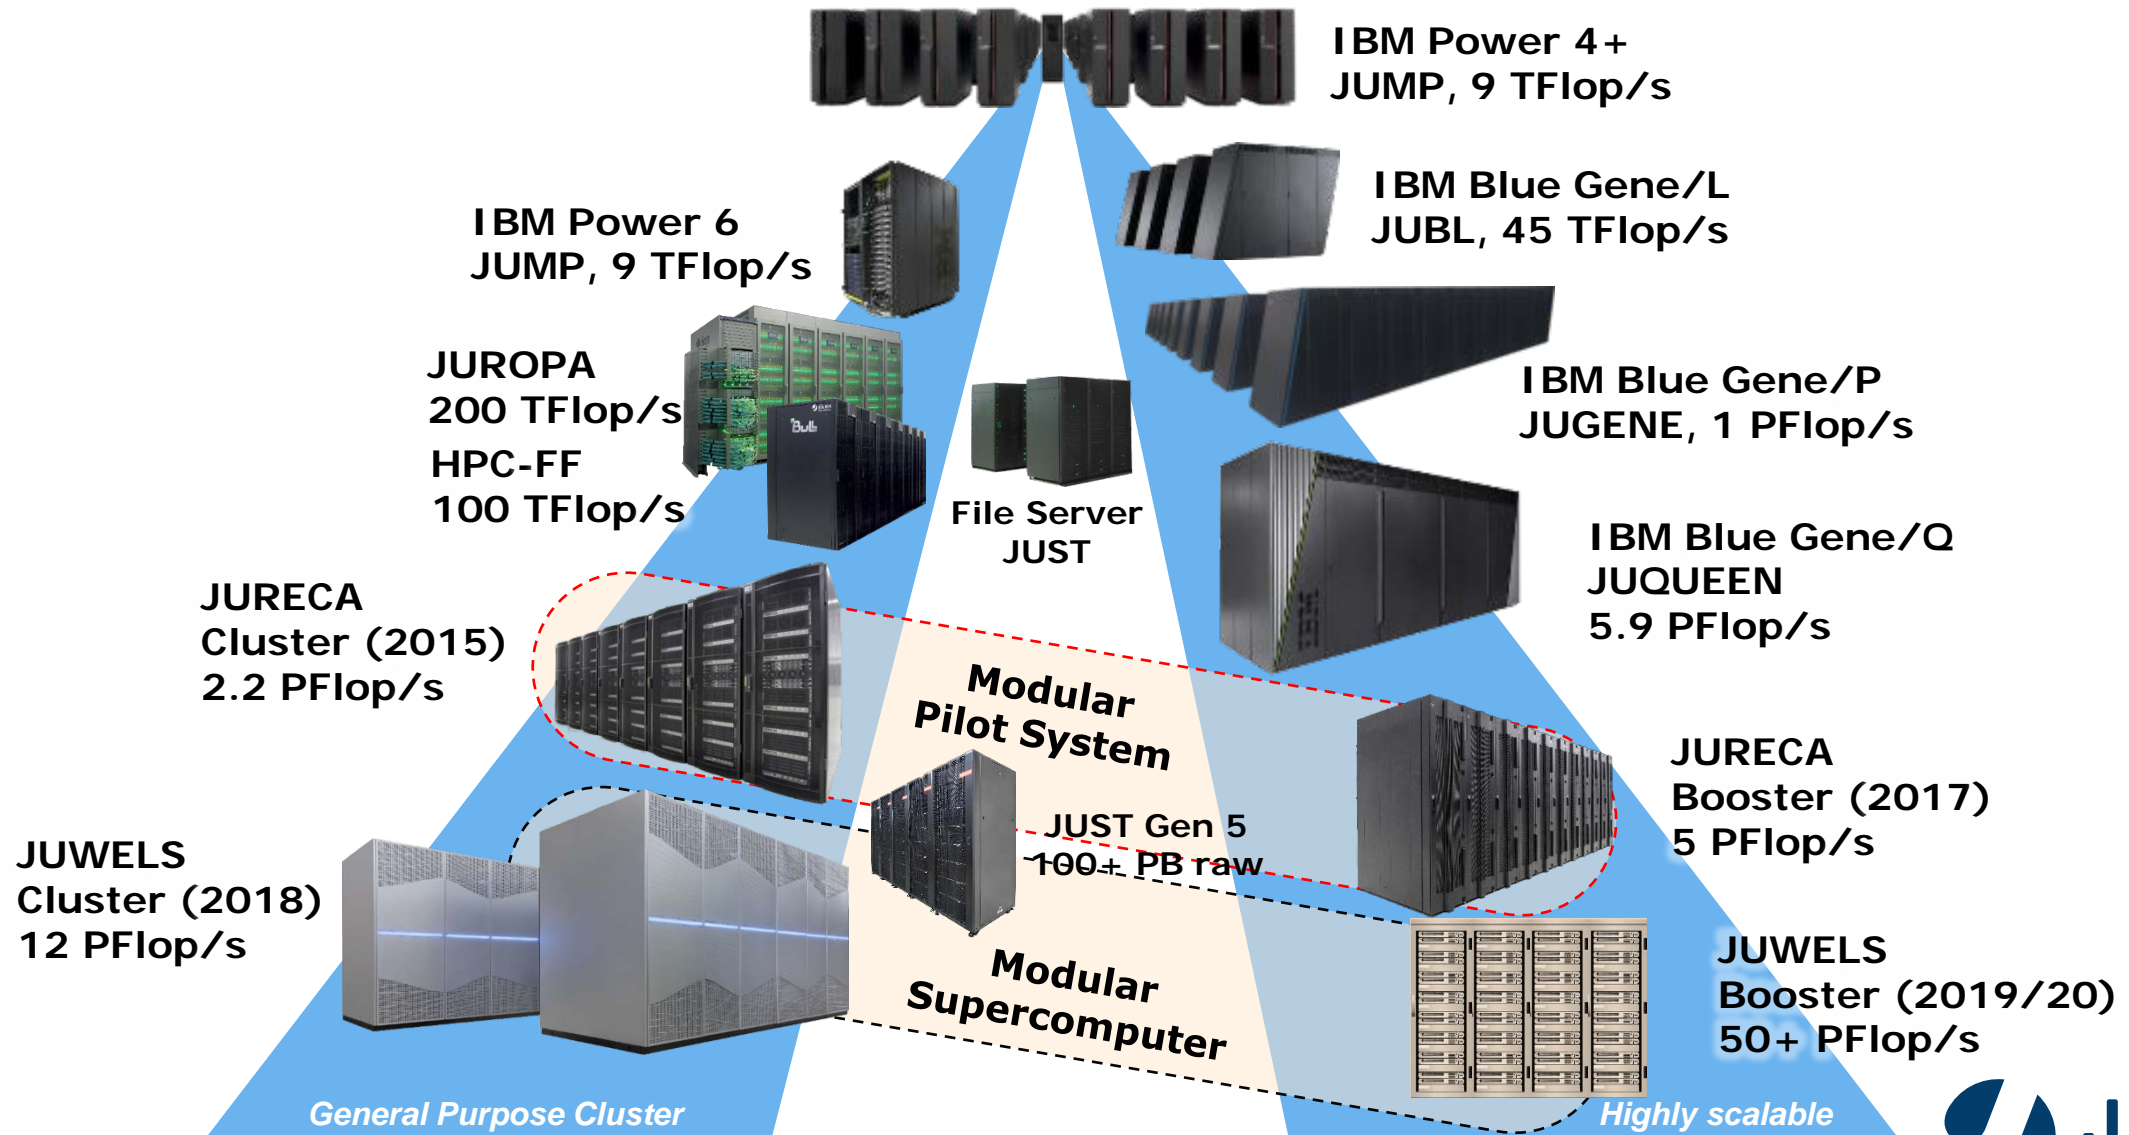 IBM Power 4+
JUMP, 9 TFlop/s
IBM Blue Gene/L
JUBL, 45 TFlop/s
IBM Power 6
JUMP, 9 TFlop/s
JUROPA
200 TFlop/s
HPC-FF
100 TFlop/s
Bull
File Server
JUST
IBM Blue Gene/P
JUGENE, 1 PFlop/s
IBM Blue Gene/Q
JUQUEEN
5.9 PFlop/s
JURECA
Cluster (2015)
2.2 PFlop/s
Modular
Pilot System
JURECA
Booster (2017)
5 PFlop/s
JUST Gen 5
100+ PB raw
JUWELS
Cluster (2018)
12 PFlop/s
Modular
Supercomputer
JUWELS
Booster (2019/20)
50+ PFlop/s
General Purpose Cluster
Highly scalable